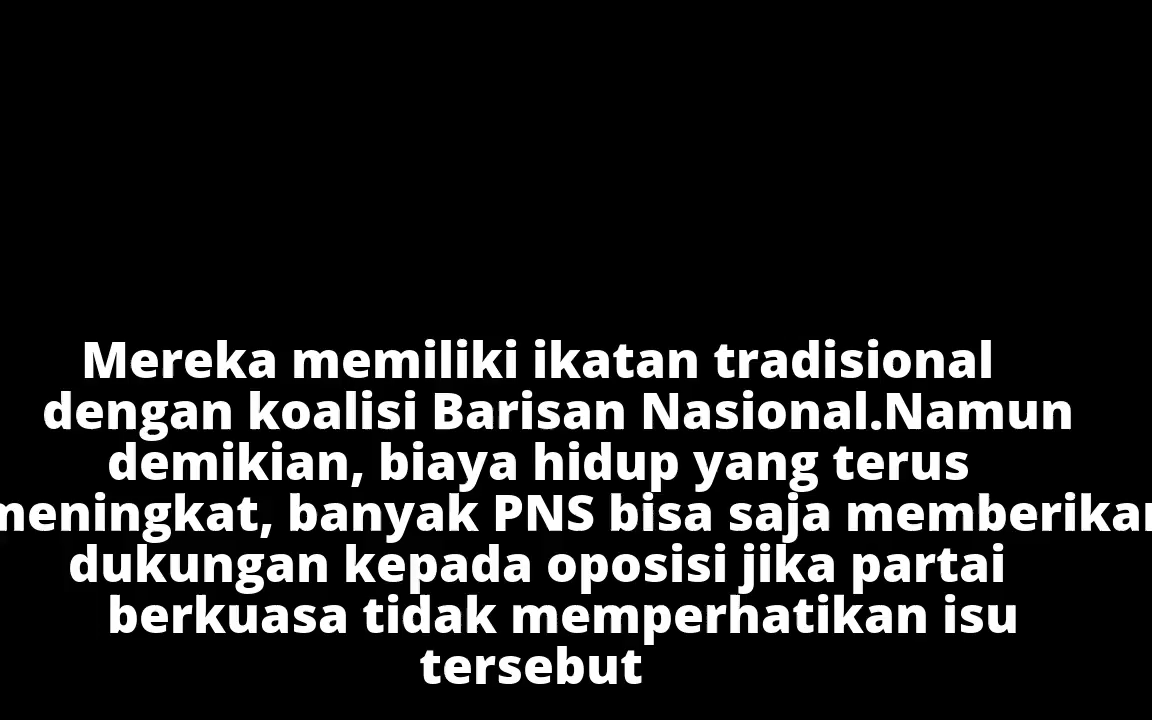 Mereka memiliki ikatan tradisional
dengan koalisi Barisan Nasional.Namun
demikian, biaya hidup yang terus
meningkat, banyak PNS bisa saja memberikan
dukungan kepada oposisi jika partai
berkuasa tidak memperhatikan isu
tersebut